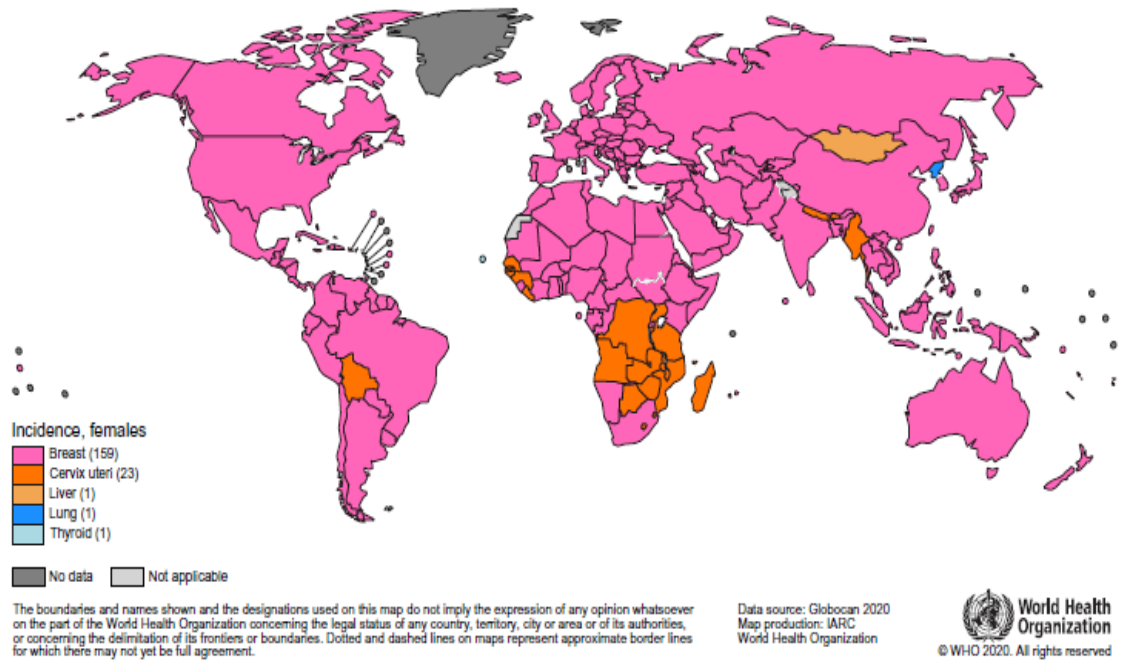 Incidence, females
Breast (159)
Cervix uteri (23)
Liver (1)
Lung (1)
Thyroid (1)
No data
Not applicable
The boundaries and names shown and the designations used on this map do not imply the expression of any opinion whatsoever
on the part of the World Health Organization concerning the legal status of any country, territory, city or area or of its authorities,
or concerning the delimitation of its frontiers or boundaries. Dotted and dashed lines on maps represent approximate border lines
for which there may not yet be full agreement.
Data source: Globocan 2020
Map production: IARC
World Health Organization
World Health
Organization
© WHO 2020. All rights reserved